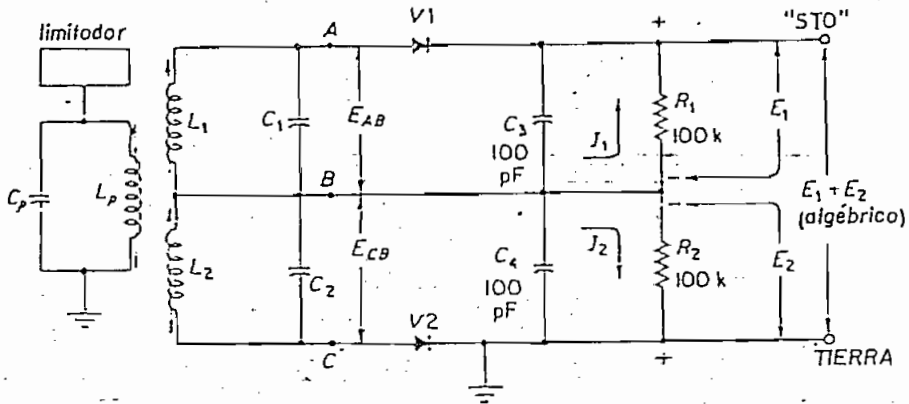 limitador
V1
+
"STO"
A
L₁
C₁
E_AB
C₃
100
pF
J₁
R₁
100 k
E₁
Cₚ
Lₚ
B
E₁ + E₂
(algébrico)
L₂
C₂
E_CB
C₄
100
pF
J₂
R₂
100 k
E₂
C
V2
+
TIERRA